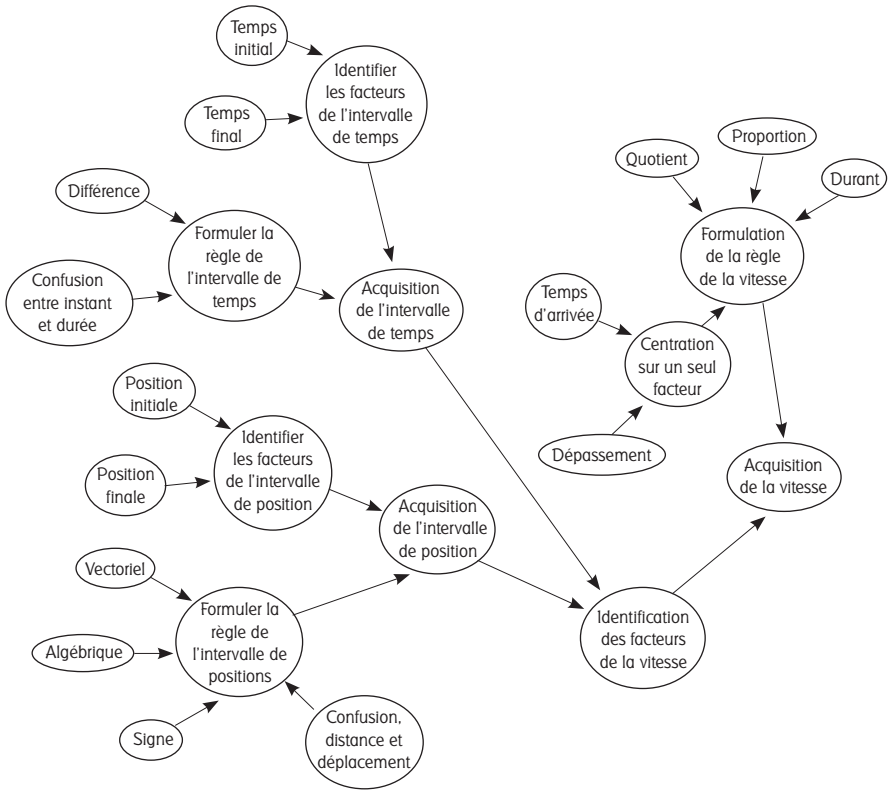 Temps
initial
Identifier
les facteurs
de l'intervalle
de temps
Temps
final
Différence
Formuler la
règle de
l'intervalle de
temps
Confusion
entre instant
et durée
Acquisition
de l'intervalle
de temps
Position
initiale
Identifier
les facteurs
de l'intervalle
de position
Position
finale
Acquisition
de l'intervalle
de position
Vectoriel
Formuler la
règle de
l'intervalle de
positions
Algébrique
Signe
Confusion,
distance et
déplacement
Quotient
Proportion
Durant
Formulation
de la règle
de la vitesse
Temps
d'arrivée
Centration
sur un seul
facteur
Dépassement
Acquisition
de la vitesse
Identification
des facteurs
de la vitesse